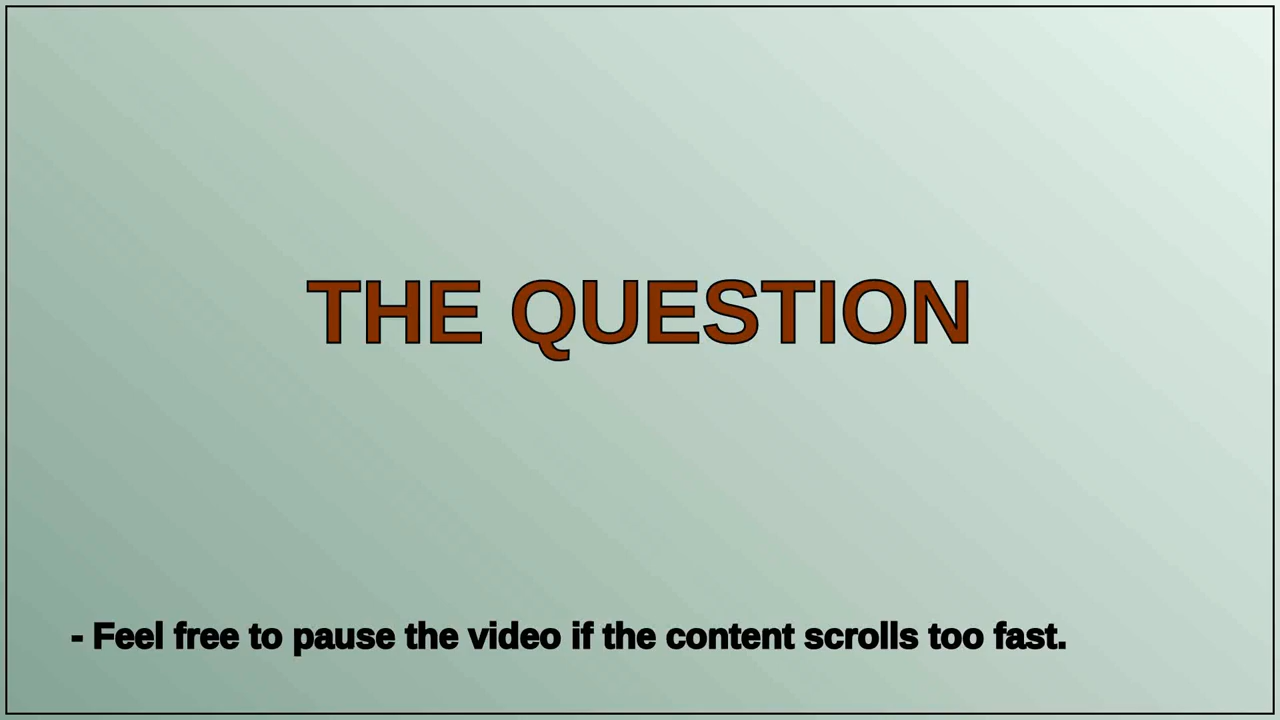 THE QUESTION
- Feel free to pause the video if the content scrolls too fast.